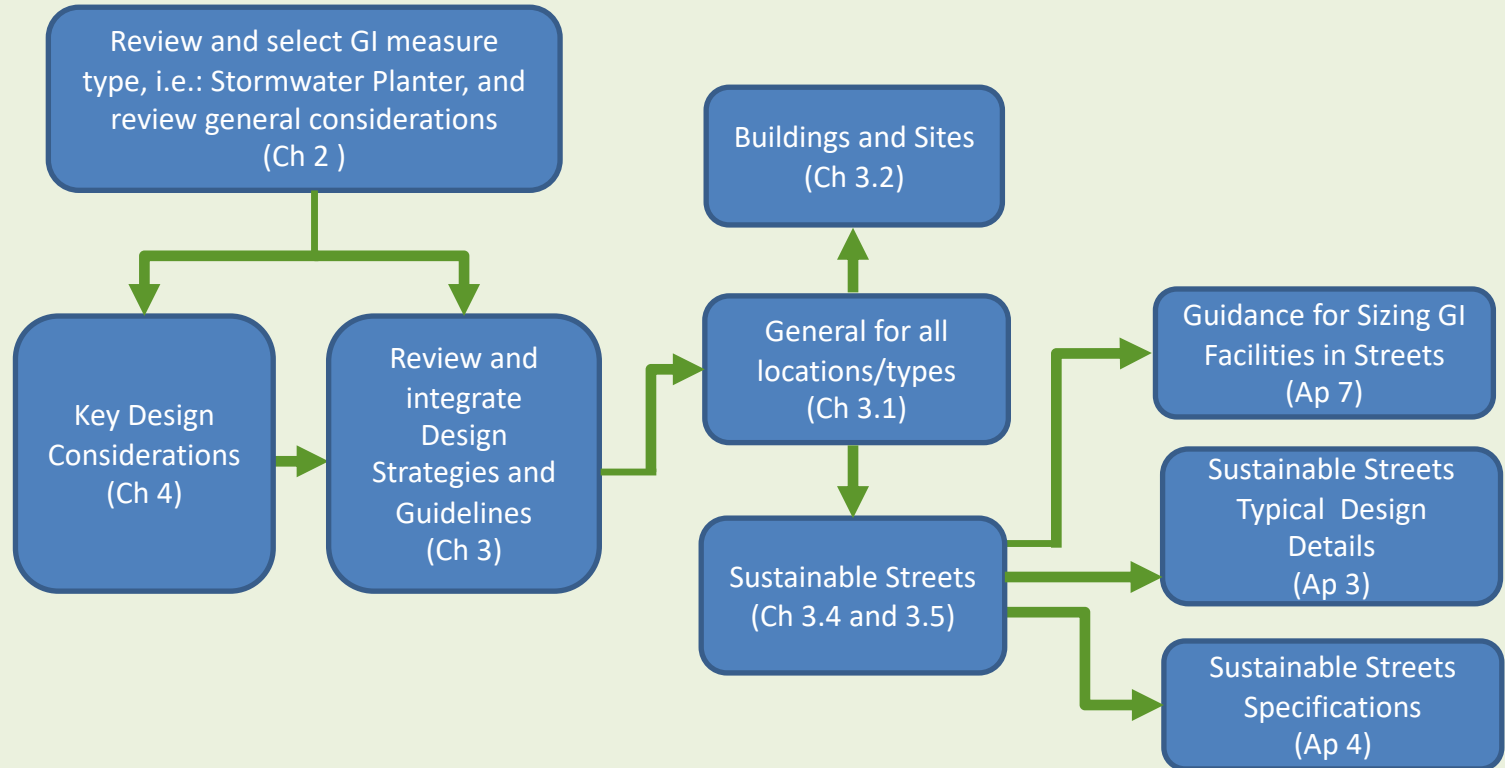 Review and select GI measure
type, i.e.: Stormwater Planter, and
review general considerations
(Ch 2 )
Key Design
Considerations
(Ch 4)
Review and
integrate
Design
Strategies and
Guidelines
(Ch 3)
Buildings and Sites
(Ch 3.2)
General for all
locations/types
(Ch 3.1)
Sustainable Streets
(Ch 3.4 and 3.5)
Guidance for Sizing GI
Facilities in Streets
(Ap 7)
Sustainable Streets
Typical  Design
Details
(Ap 3)
Sustainable Streets
Specifications
(Ap 4)